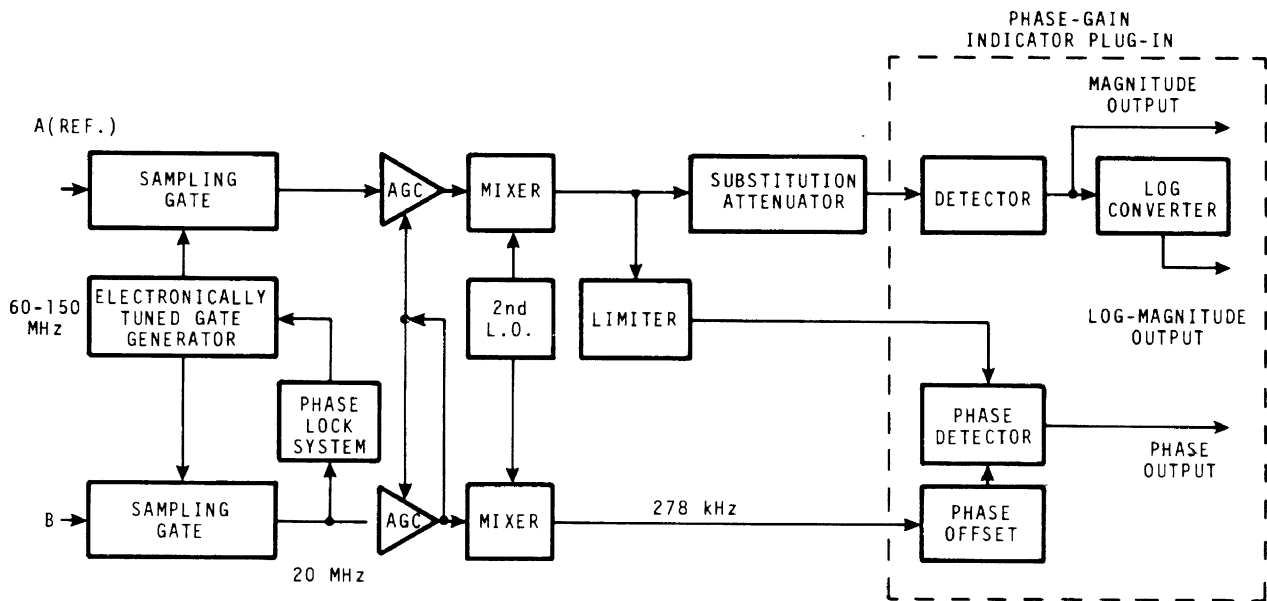 PHASE-GAIN
INDICATOR PLUG-IN
MAGNITUDE
OUTPUT
A(REF.)
SAMPLING
GATE
AGC
MIXER
SUBSTITUTION
ATTENUATOR
DETECTOR
LOG
CONVERTER
60-150
MHz
ELECTRONICALLY
TUNED GATE
GENERATOR
2nd
L.O.
LIMITER
LOG-MAGNITUDE
OUTPUT
PHASE
LOCK
SYSTEM
PHASE
DETECTOR
PHASE
OUTPUT
B
SAMPLING
GATE
AGC
MIXER
278 kHz
PHASE
OFFSET
20 MHz